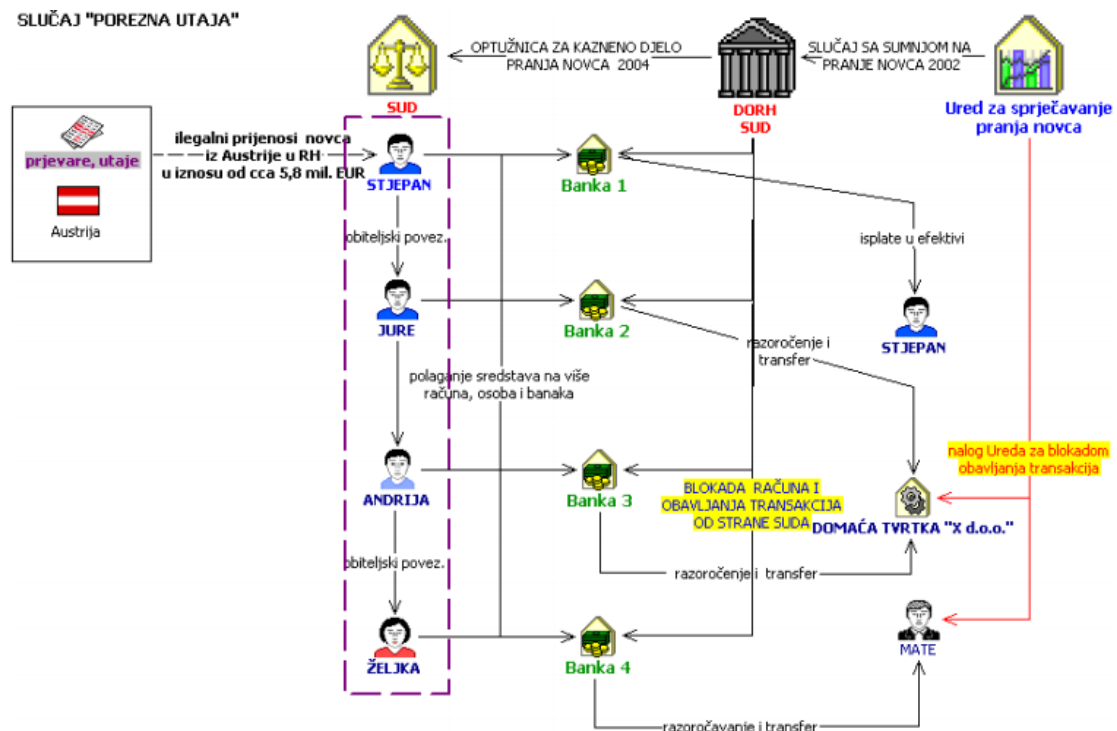 SLUČAJ "POREZNA UTAJA"
OPTUŽNICA ZA KAZNENO DJELO
PRANJA NOVCA 2004
SLUČAJ SA SUMNJOM NA
PRANJE NOVCA 2002
SUD
DORH
SUD
Ured za sprječavanje
pranja novca
prjevare, utaje
Austrija
ilegalni prijenosi novca
iz Austrije u RH
u iznosu od cca 5,8 mil. EUR
STJEPAN
Banka 1
obiteljski povez.
isplate u efektivi
JURE
Banka 2
STJEPAN
razoročenje i
transfer
polaganje sredstava na više
računa, osoba i banaka
nalog Ureda za blokadom
obavljanja transakcija
ANDRIJA
Banka 3
BLOKADA RAČUNA I
OBAVLJANJA TRANSAKCIJA
OD STRANE SUDA
DOMAĆA TVRTKA "X d.o.o."
obiteljski povez.
razoročenje i transfer
ŽELJKA
Banka 4
MATE
razoročavanje i transfer